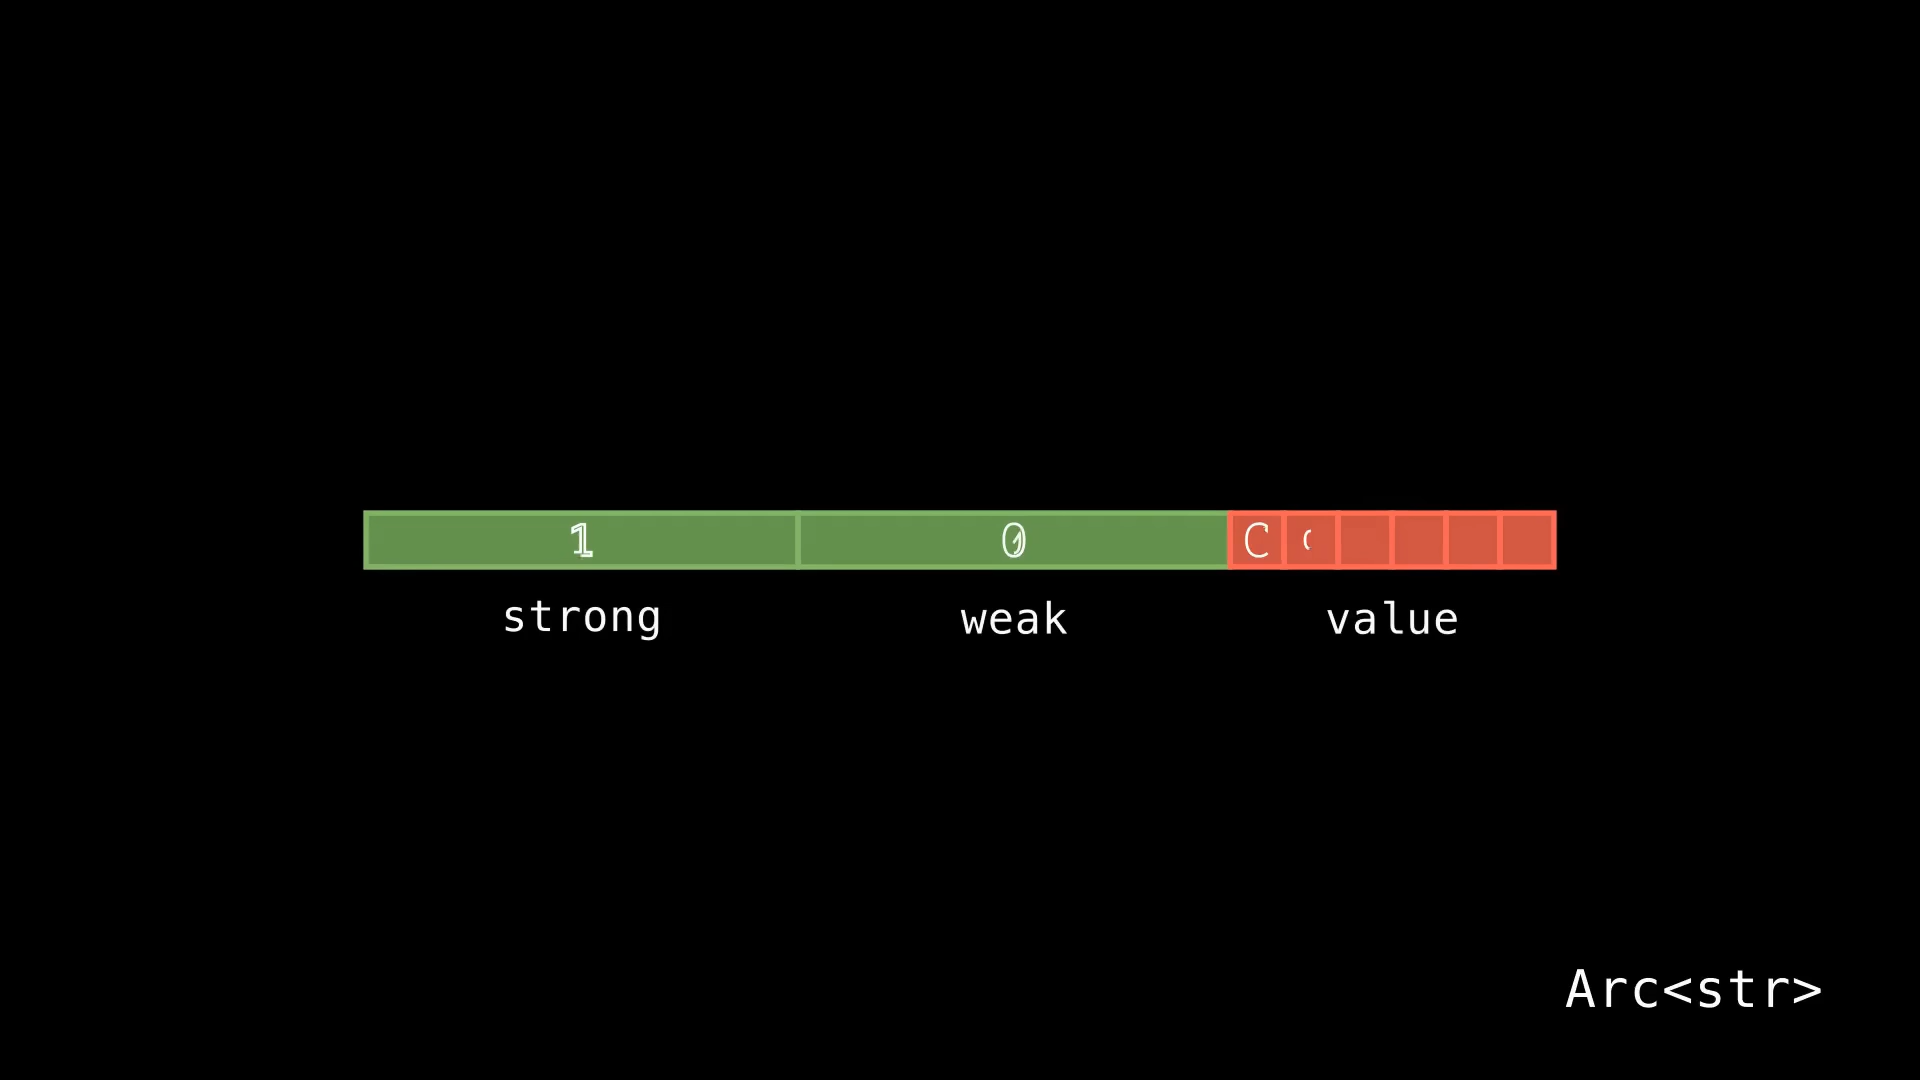 1 0 C
strong weak value
Arc<str>